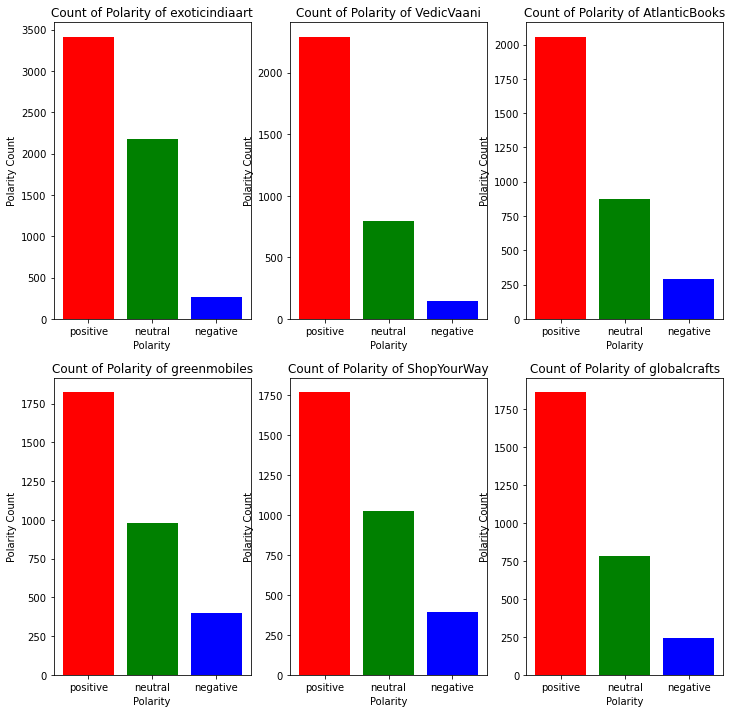 Count of Polarity of exoticindiaart
Polarity Count
3500
3000
2500
2000
1500
1000
500
0
positive neutral negative
Polarity
Count of Polarity of VedicVaani
Polarity Count
2000
1500
1000
500
0
positive neutral negative
Polarity
Count of Polarity of AtlanticBooks
Polarity Count
2000
1750
1500
1250
1000
750
500
250
0
positive neutral negative
Polarity
Count of Polarity of greenmobiles
Polarity Count
1750
1500
1250
1000
750
500
250
0
positive neutral negative
Polarity
Count of Polarity of ShopYourWay
Polarity Count
1750
1500
1250
1000
750
500
250
0
positive neutral negative
Polarity
Count of Polarity of globalcrafts
Polarity Count
1750
1500
1250
1000
750
500
250
0
positive neutral negative
Polarity